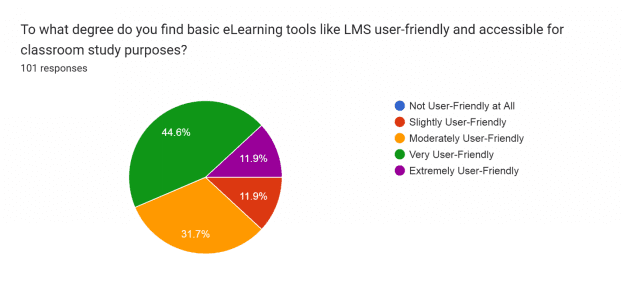 To what degree do you find basic eLearning tools like LMS user-friendly and accessible for
classroom study purposes?
101 responses
44.6%
11.9%
11.9%
31.7%
Not User-Friendly at All
Slightly User-Friendly
Moderately User-Friendly
Very User-Friendly
Extremely User-Friendly